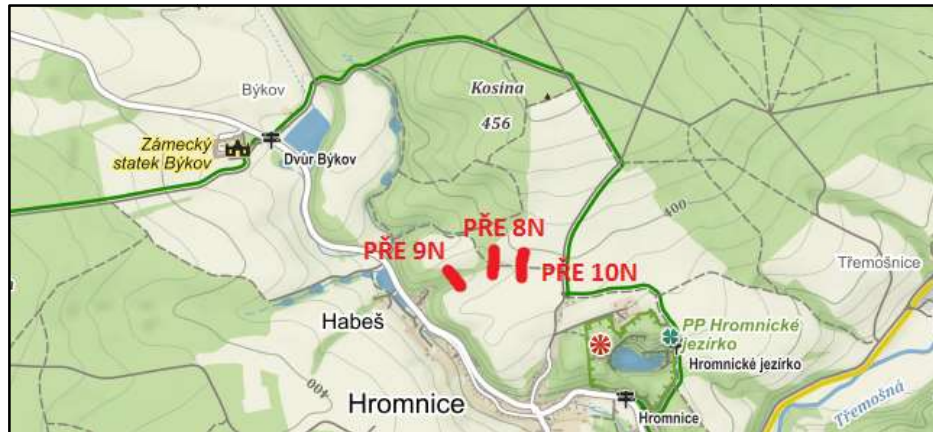 Býkov
Kosina
456
Zámecký
statek Býkov
Dvůr Býkov
400
PŘE 8N
PŘE 9N
PŘE 10N
Třemošnice
Habeš
PP Hromnické
jezírko
Hromnické jezírko
400
Hromnice
Hromnice
Třemošná